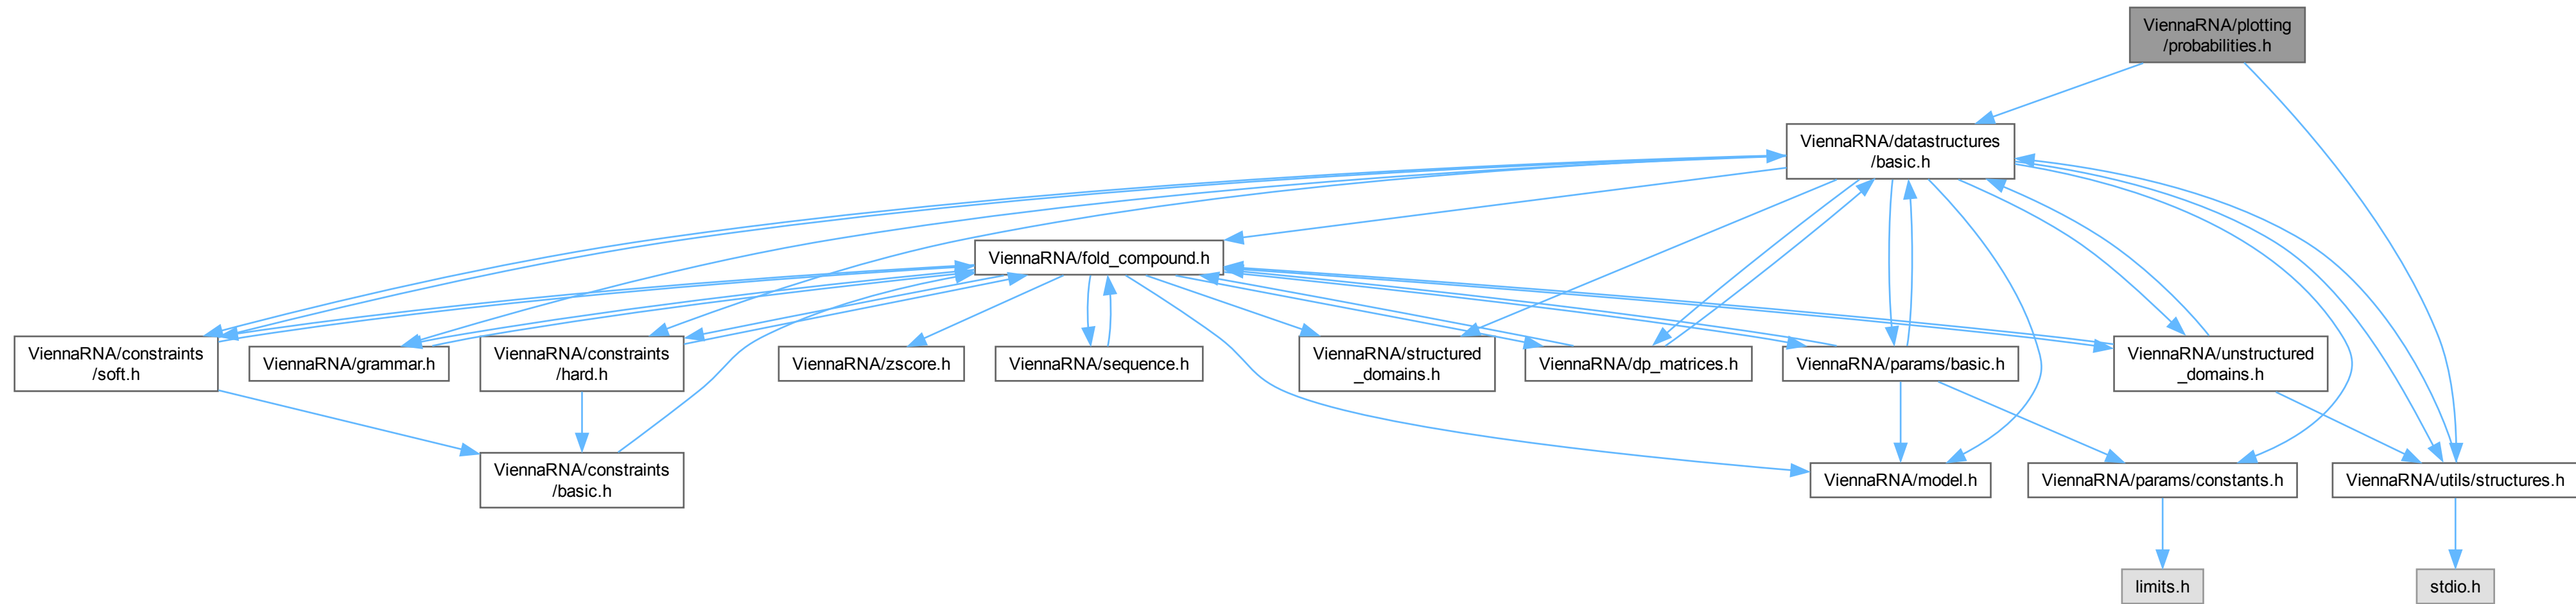 ViennaRNA/plotting
/probabilities.h
ViennaRNA/datastructures
/basic.h
ViennaRNA/fold_compound.h
ViennaRNA/constraints
/soft.h
ViennaRNA/grammar.h
ViennaRNA/constraints
/hard.h
ViennaRNA/zscore.h
ViennaRNA/sequence.h
ViennaRNA/structured
_domains.h
ViennaRNA/dp_matrices.h
ViennaRNA/params/basic.h
ViennaRNA/unstructured
_domains.h
ViennaRNA/constraints
/basic.h
ViennaRNA/model.h
ViennaRNA/params/constants.h
ViennaRNA/utils/structures.h
limits.h
stdio.h